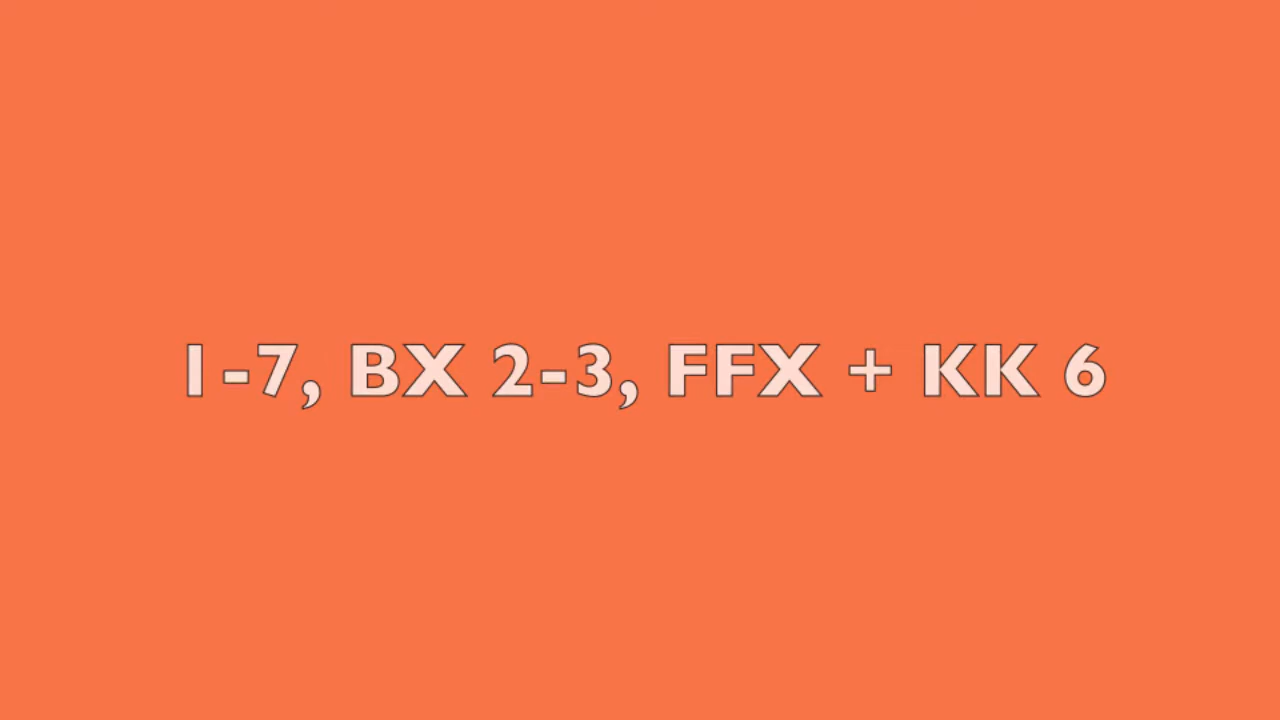 1-7, BX 2-3, FFX + KK 6